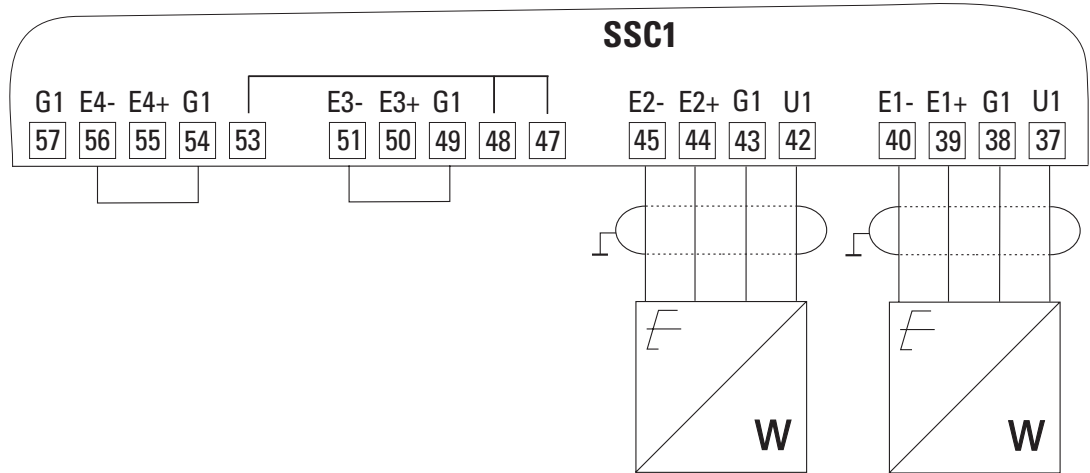 SSC1
G1 E4- E4+ G1 E3- E3+ G1 E2- E2+ G1 U1 E1- E1+ G1 U1
57 56 55 54 53 51 50 49 48 47 45 44 43 42 40 39 38 37
E E
W W